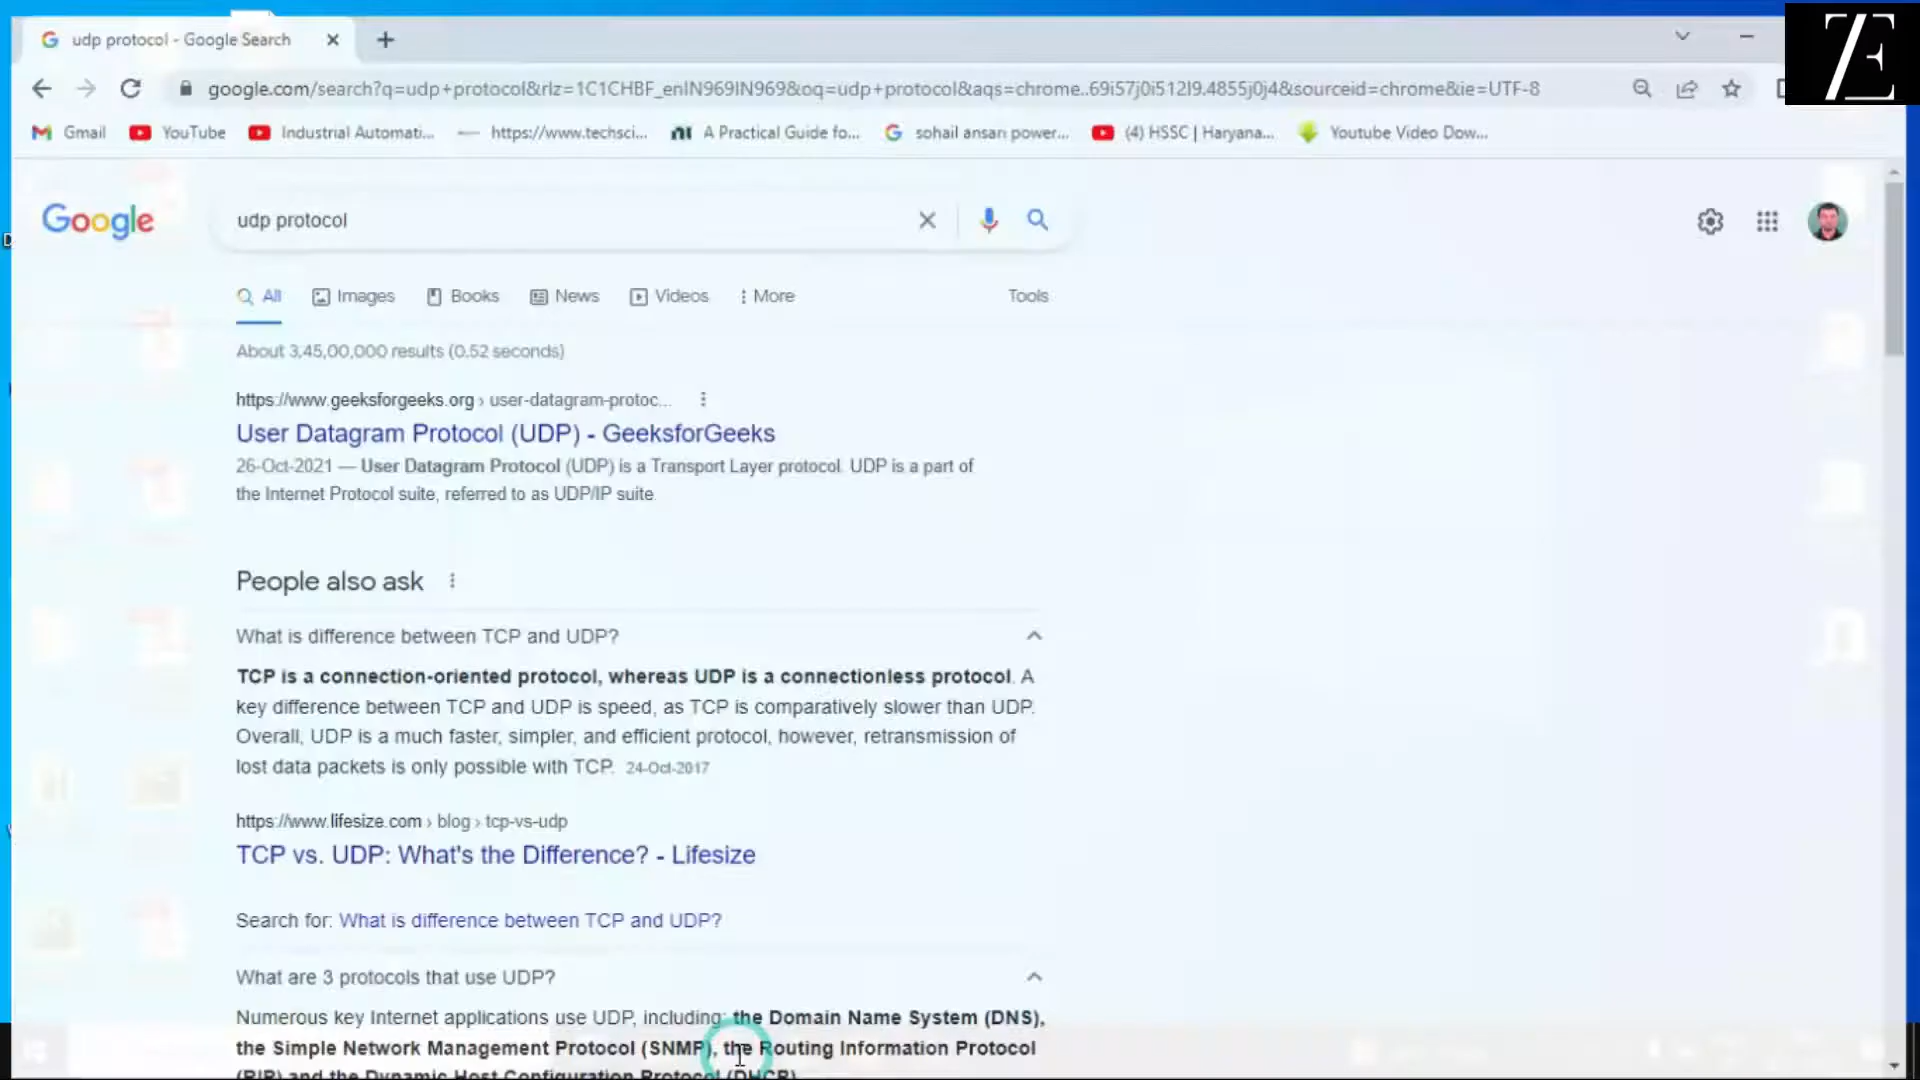 udp protocol - Google Search
google.com/search?q=udp+protocol&rlz=1C1CHBF_enIN969IN969&oq=udp+protocol&aqs=chrome..69i57j0i512l9.4855j0j4&sourceid=chrome&ie=UTF-8
Gmail YouTube Industrial Automati... https://www.techsci... A Practical Guide fo... sohail ansari power... (4) HSSC | Haryana... Youtube Video Dow...
Google udp protocol
All Images Books News Videos More Tools
About 3,45,00,000 results (0.52 seconds)
https://www.geeksforgeeks.org › user-datagram-protoc...
User Datagram Protocol (UDP) - GeeksforGeeks
26-Oct-2021 — User Datagram Protocol (UDP) is a Transport Layer protocol. UDP is a part of
the Internet Protocol suite, referred to as UDP/IP suite
People also ask
What is difference between TCP and UDP?
TCP is a connection-oriented protocol, whereas UDP is a connectionless protocol. A
key difference between TCP and UDP is speed, as TCP is comparatively slower than UDP.
Overall, UDP is a much faster, simpler, and efficient protocol, however, retransmission of
lost data packets is only possible with TCP. 24-Oct-2017
https://www.lifesize.com › blog › tcp-vs-udp
TCP vs. UDP: What's the Difference? - Lifesize
Search for: What is difference between TCP and UDP?
What are 3 protocols that use UDP?
Numerous key Internet applications use UDP, including: the Domain Name System (DNS),
the Simple Network Management Protocol (SNMP), the Routing Information Protocol
(RIP) and the Dynamic Host Configuration Protocol (DHCP)